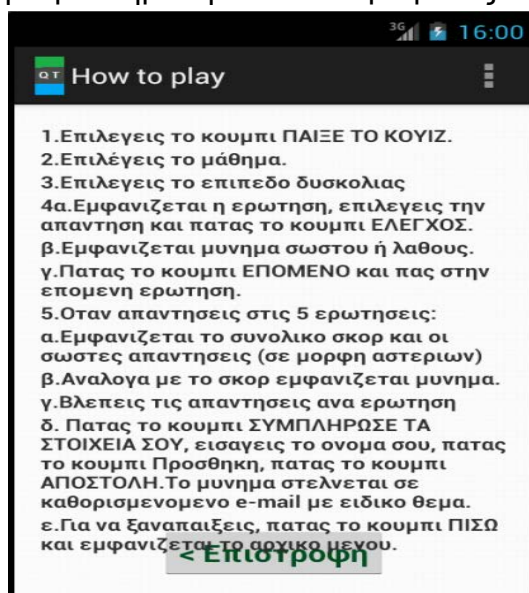 3G 16:00
QT How to play
1.Επιλεγεις το κουμπι ΠΑΙΞΕ ΤΟ ΚΟΥΙΖ.
2.Επιλέγεις το μάθημα.
3.Επιλεγεις το επιπεδο δυσκολιας
4α.Εμφανιζεται η ερωτηση, επιλεγεις την
απαντηση και πατας το κουμπι ΕΛΕΓΧΟΣ.
β.Εμφανιζεται μυνημα σωστου ή λαθους.
γ.Πατας το κουμπι ΕΠΟΜΕΝΟ και πας στην
επομενη ερωτηση.
5.Οταν απαντησεις στις 5 ερωτησεις:
α.Εμφανιζεται το συνολικο σκορ και οι
σωστες απαντησεις (σε μορφη αστεριων)
β.Αναλογα με το σκορ εμφανιζεται μυνημα.
γ.Βλεπεις τις απαντησεις ανα ερωτηση
δ. Πατας το κουμπι ΣΥΜΠΛΗΡΩΣΕ ΤΑ
ΣΤΟΙΧΕΙΑ ΣΟΥ, εισαγεις το ονομα σου, πατας
το κουμπι Προσθηκη, πατας το κουμπι
ΑΠΟΣΤΟΛΗ.Το μυνημα στελνεται σε
καθορισμενομενο e-mail με ειδικο θεμα.
ε.Για να ξαναπαιξεις, πατας το κουμπι ΠΙΣΩ
και εμφανιζεται το αρχικο μενου.
< Επιστροφη